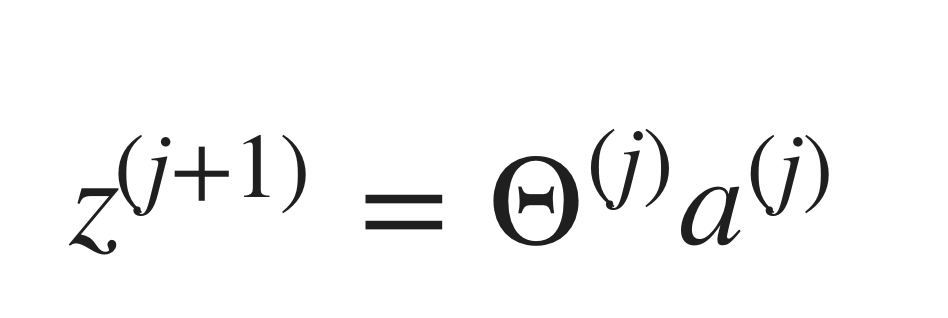 z^(j+1) = Θ^(j) a^(j)